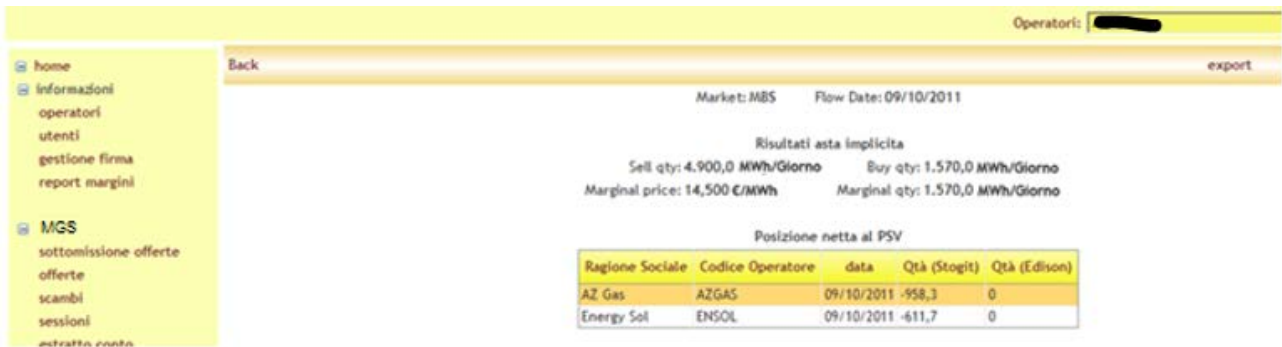 Operatori:
home
informazioni
operatori
utenti
gestione firma
report margini
MGS
sottomissione offerte
offerte
scambi
sessioni
estratto conto
Back export
Market: MBS Flow Date: 09/10/2011
Risultati asta implicita
Sell qty: 4.900,0 MWh/Giorno Buy qty: 1.570,0 MWh/Giorno
Marginal price: 14,500 €/MWh Marginal qty: 1.570,0 MWh/Giorno
Posizione netta al PSV
Ragione Sociale Codice Operatore data Qtà (Stogit) Qtà (Edison)
AZ Gas AZGAS 09/10/2011 -958,3 0
Energy Sol ENSOL 09/10/2011 -611,7 0